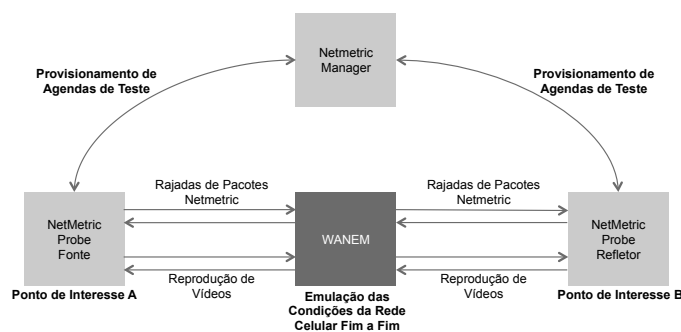 Netmetric
Manager
Provisionamento de
Agendas de Teste
Provisionamento de
Agendas de Teste
Rajadas de Pacotes
Netmetric
Rajadas de Pacotes
Netmetric
NetMetric
Probe
Fonte
WANEM
NetMetric
Probe
Refletor
Reprodução de
Vídeos
Reprodução de
Vídeos
Ponto de Interesse A
Emulação das
Condições da Rede
Celular Fim a Fim
Ponto de Interesse B